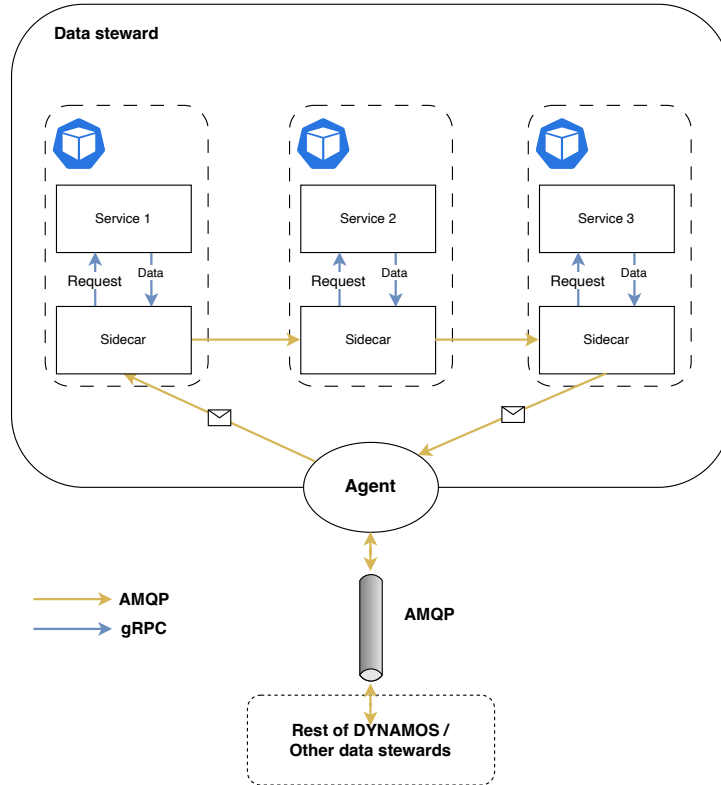 Data steward
Service 1
Service 2
Service 3
Request
Data
Request
Data
Request
Data
Sidecar
Sidecar
Sidecar
Agent
AMQP
gRPC
AMQP
Rest of DYNAMOS /
Other data stewards